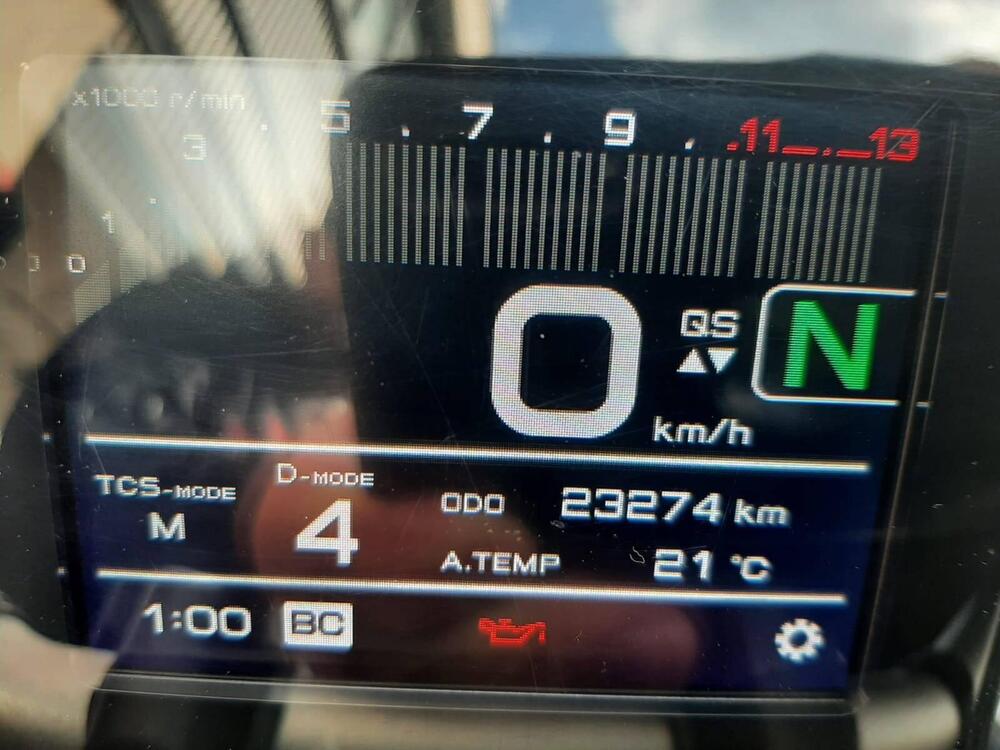 x1000 r/min
0 1 3 5 7 9 11 13
0
QS
N
km/h
TCS-MODE
M
D-MODE
4
ODO 23274 km
A.TEMP 21 °C
1:00 BC